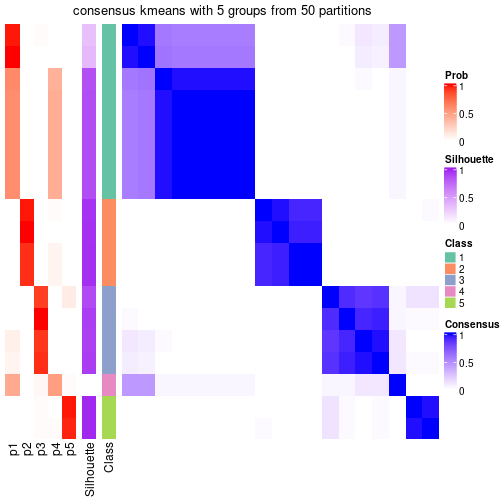 consensus kmeans with 5 groups from 50 partitions
Prob
1
0.5
0
Silhouette
1
0.5
0
Class
1
2
3
4
5
Consensus
1
0.5
0
p1
p2
p3
p4
p5
Silhouette
Class